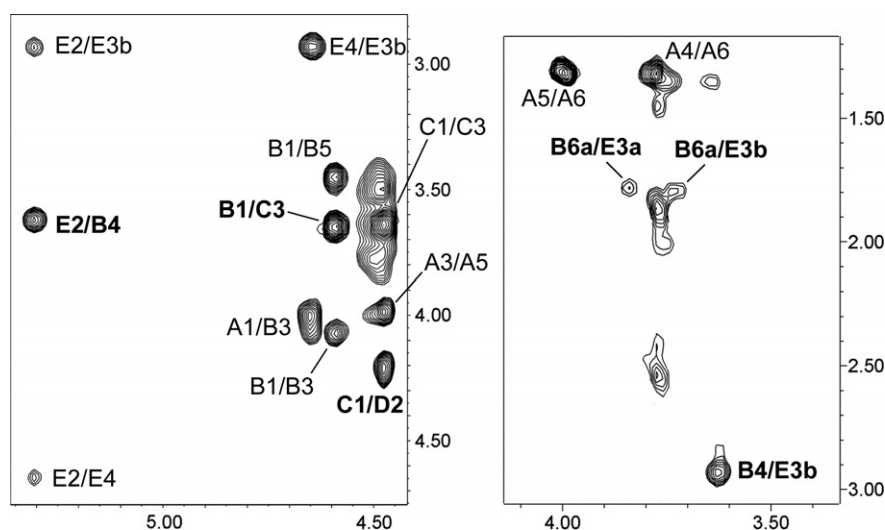 E2/E3b
E4/E3b
3.00
C1/C3
B1/B5
3.50
B1/C3
E2/B4
A3/A5
4.00
A1/B3
B1/B3
C1/D2
4.50
E2/E4
5.00
4.50
A4/A6
A5/A6
1.50
B6a/E3a
B6a/E3b
2.00
2.50
B4/E3b
3.00
4.00
3.50